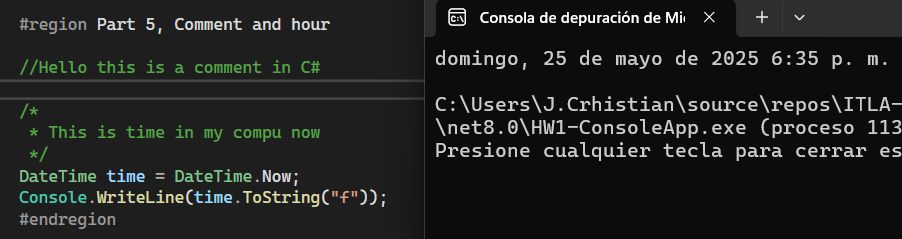 #region Part 5, Comment and hour
//Hello this is a comment in C#
/*
* This is time in my compu now
*/
DateTime time = DateTime.Now;
Console.WriteLine(time.ToString("f"));
#endregion
Consola de depuración de Mi
domingo, 25 de mayo de 2025 6:35 p. m.
C:\Users\J.Crhistian\source\repos\ITLA-
\net8.0\HW1-ConsoleApp.exe (proceso 113
Presione cualquier tecla para cerrar es